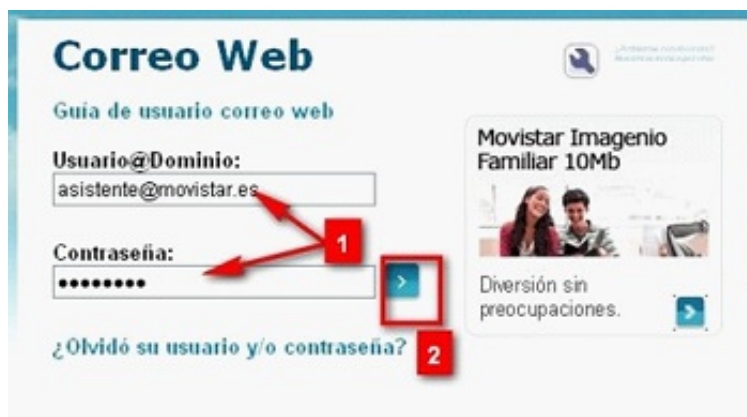 Correo Web
Guía de usuario correo web
Usuario@Dominio:
asistente@movistar.es
1
Contraseña:
••••••••
2
¿Olvidó su usuario y/o contraseña?
Movistar Imagenio
Familiar 10Mb
Diversión sin
preocupaciones.